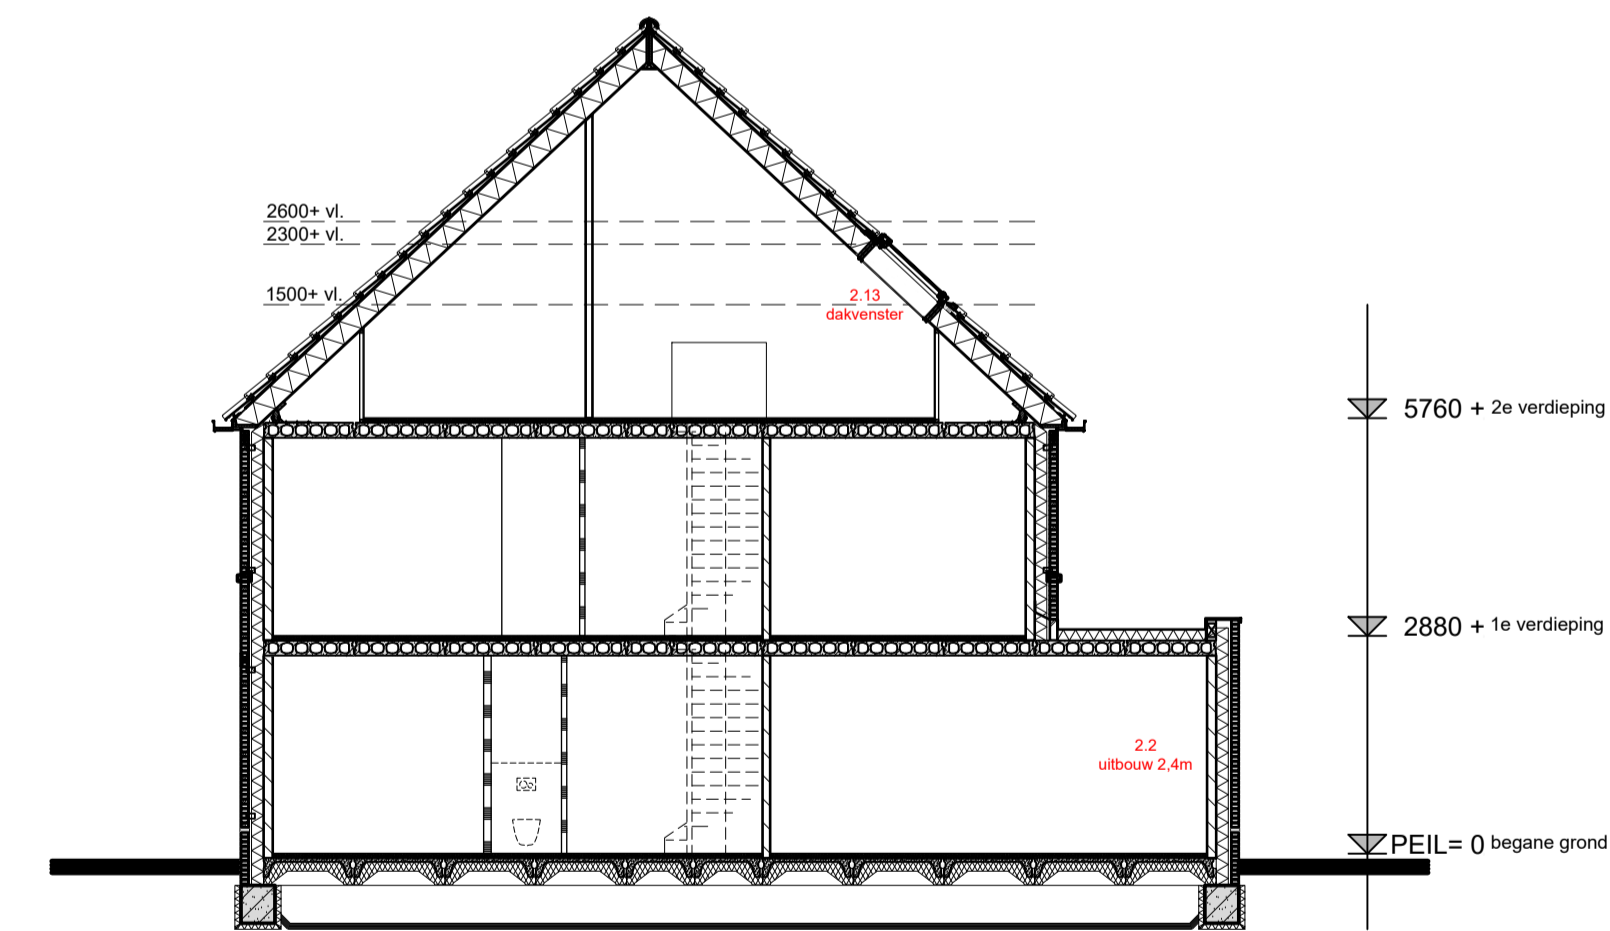 2600+ vl.
2300+ vl.
1500+ vl.
2.13
dakvenster
5760 + 2e verdieping
2880 + 1e verdieping
2.2
uitbouw 2,4m
PEIL= 0 begane grond